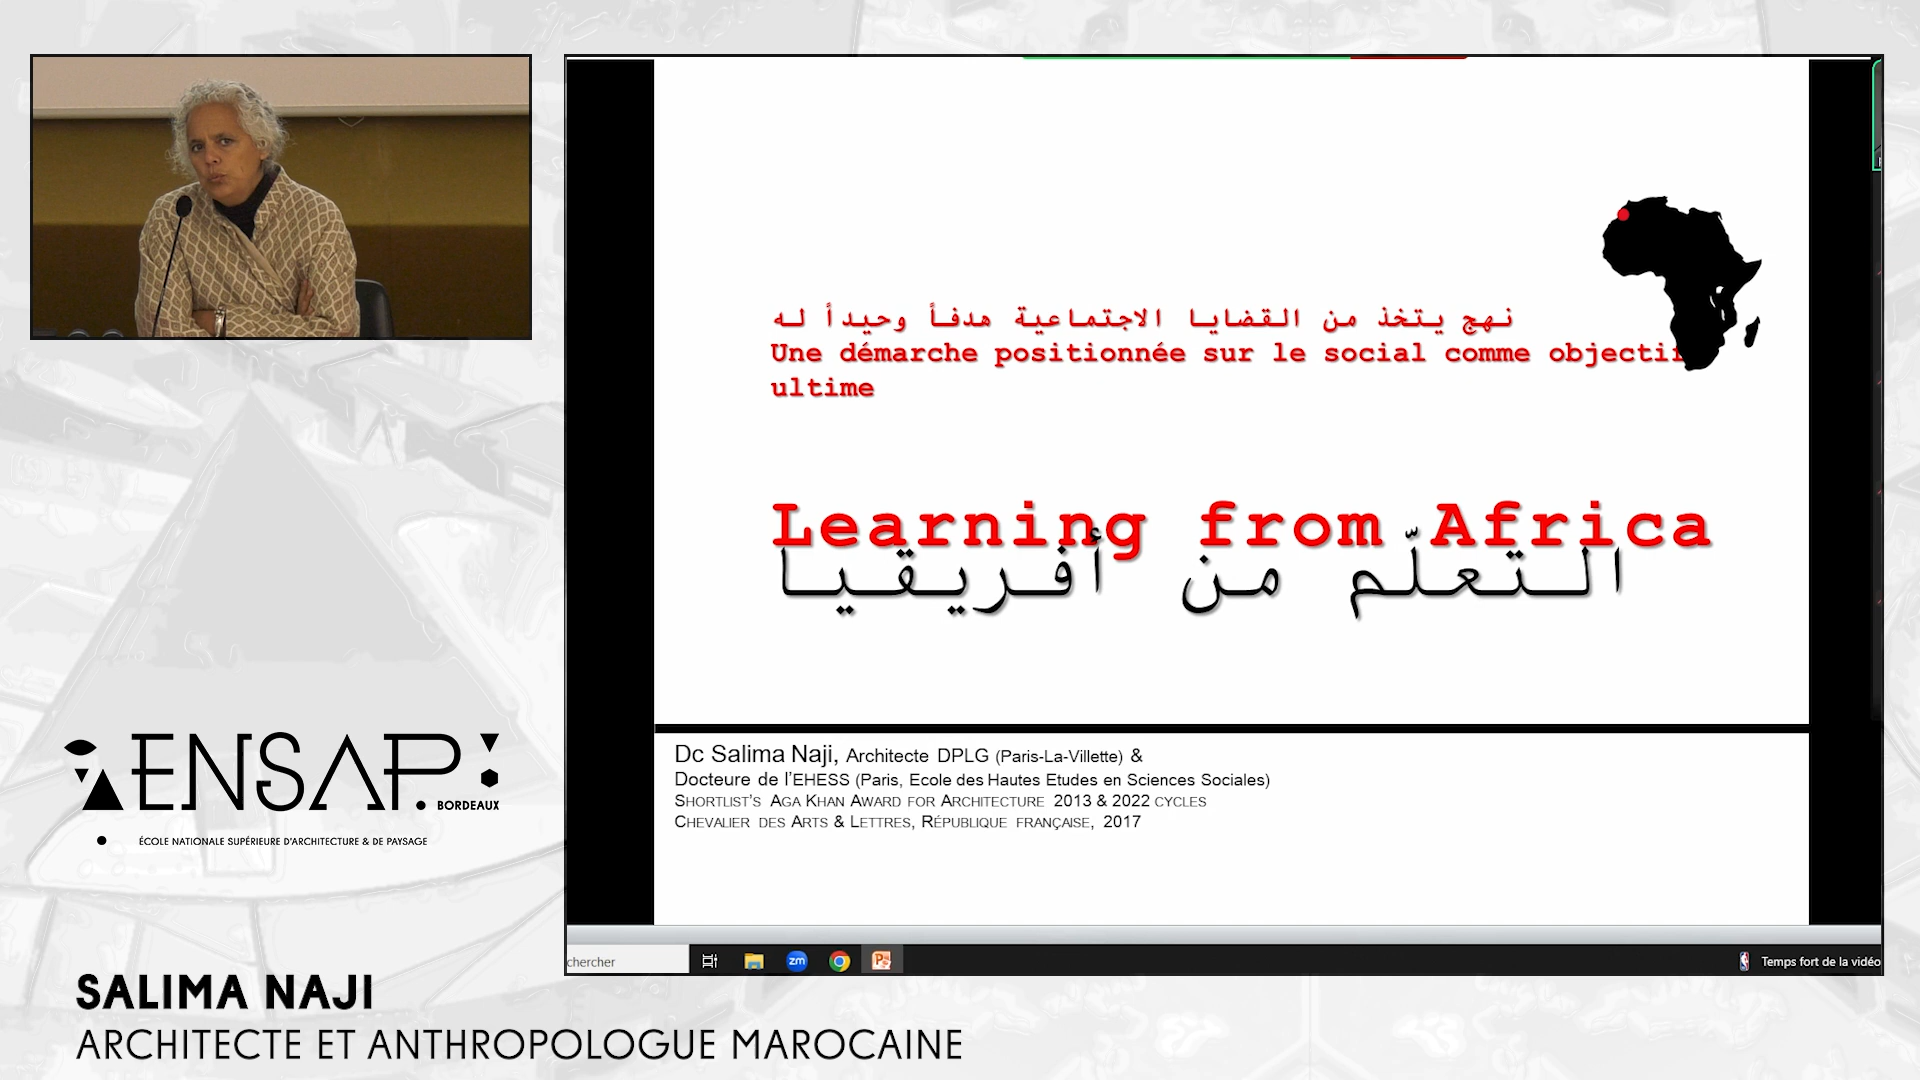 نهج يتخذ من القضايا الاجتماعية هدفاً وحيداً له
Une démarche positionnée sur le social comme objectif
ultime
Learning from Africa
التعلّم من أفريقيا
Dc Salima Naji, Architecte DPLG (Paris-La-Villette) &
Docteure de l'EHESS (Paris, Ecole des Hautes Etudes en Sciences Sociales)
SHORTLIST'S AGA KHAN AWARD FOR ARCHITECTURE 2013 & 2022 CYCLES
CHEVALIER DES ARTS & LETTRES, RÉPUBLIQUE FRANÇAISE, 2017
chercher
zm
Temps fort de la vidéo
ENSAP
BORDEAUX
ÉCOLE NATIONALE SUPÉRIEURE D'ARCHITECTURE & DE PAYSAGE
SALIMA NAJI
ARCHITECTE ET ANTHROPOLOGUE MAROCAINE